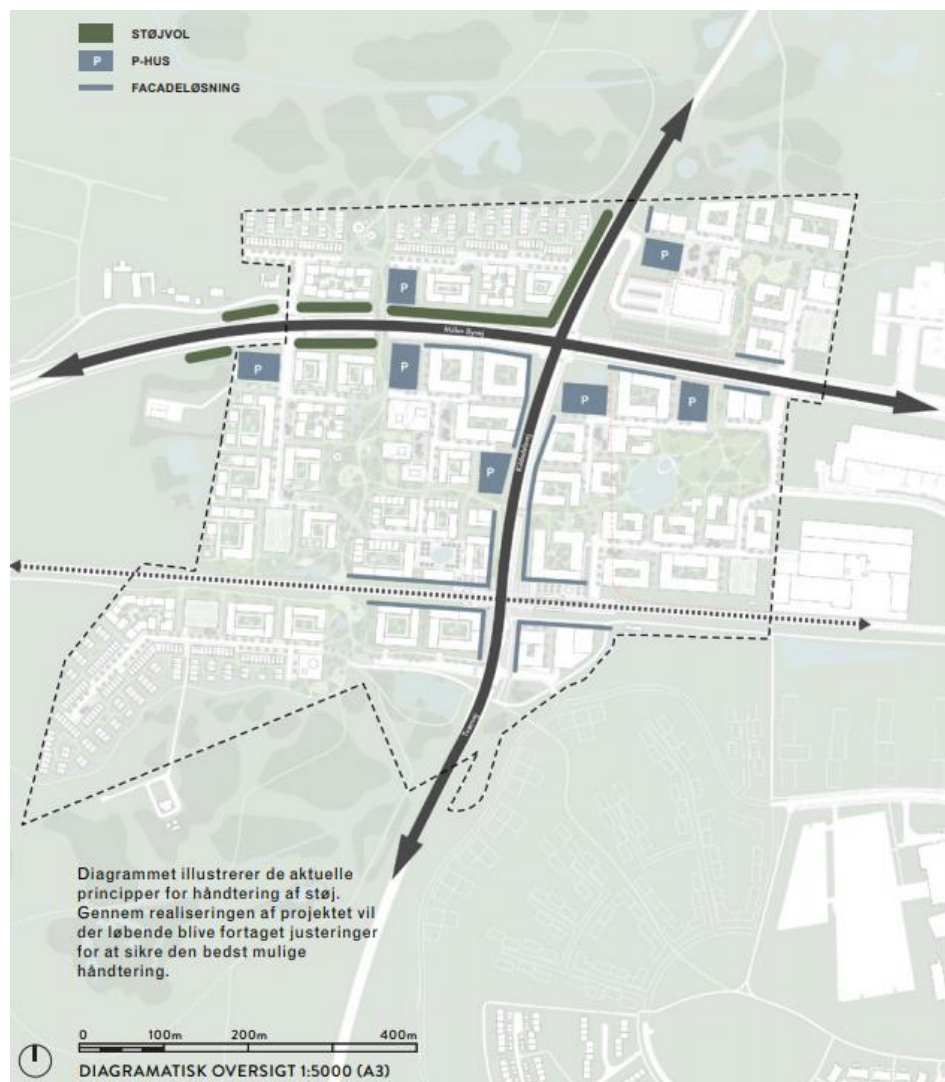 STØJVOL
P
P-HUS
FACADELØSNING
P
P
Måløv Byvej
P
P
P
P
P
Tværvej
Diagrammet illustrerer de aktuelle
principper for håndtering af støj.
Gennem realiseringen af projektet vil
der løbende blive fortaget justeringer
for at sikre den bedst mulige
håndtering.
0 100m 200m 400m
DIAGRAMATISK OVERSIGT 1:5000 (A3)